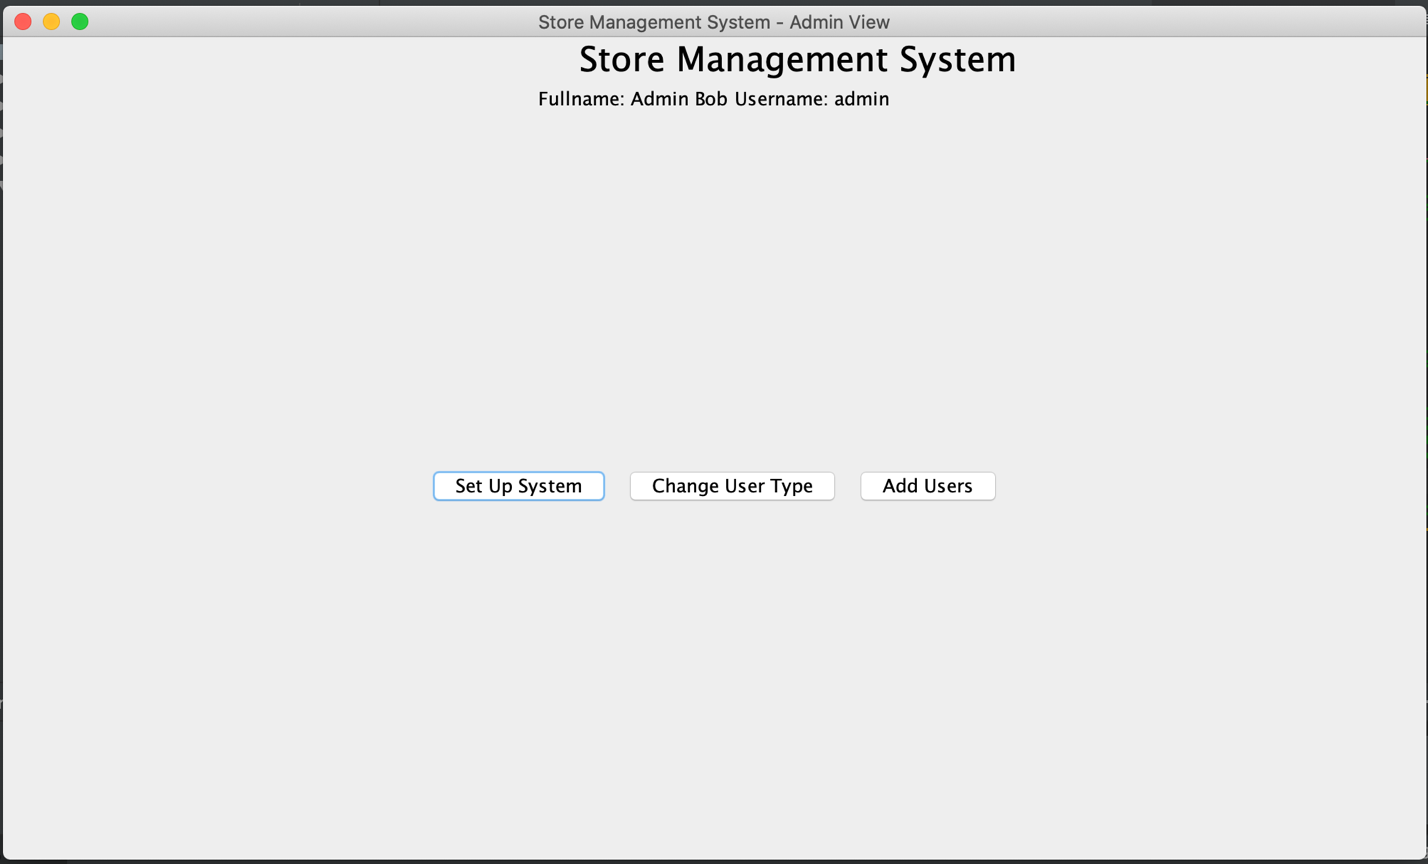 Store Management System - Admin View
Store Management System
Fullname: Admin Bob Username: admin
Set Up System Change User Type Add Users